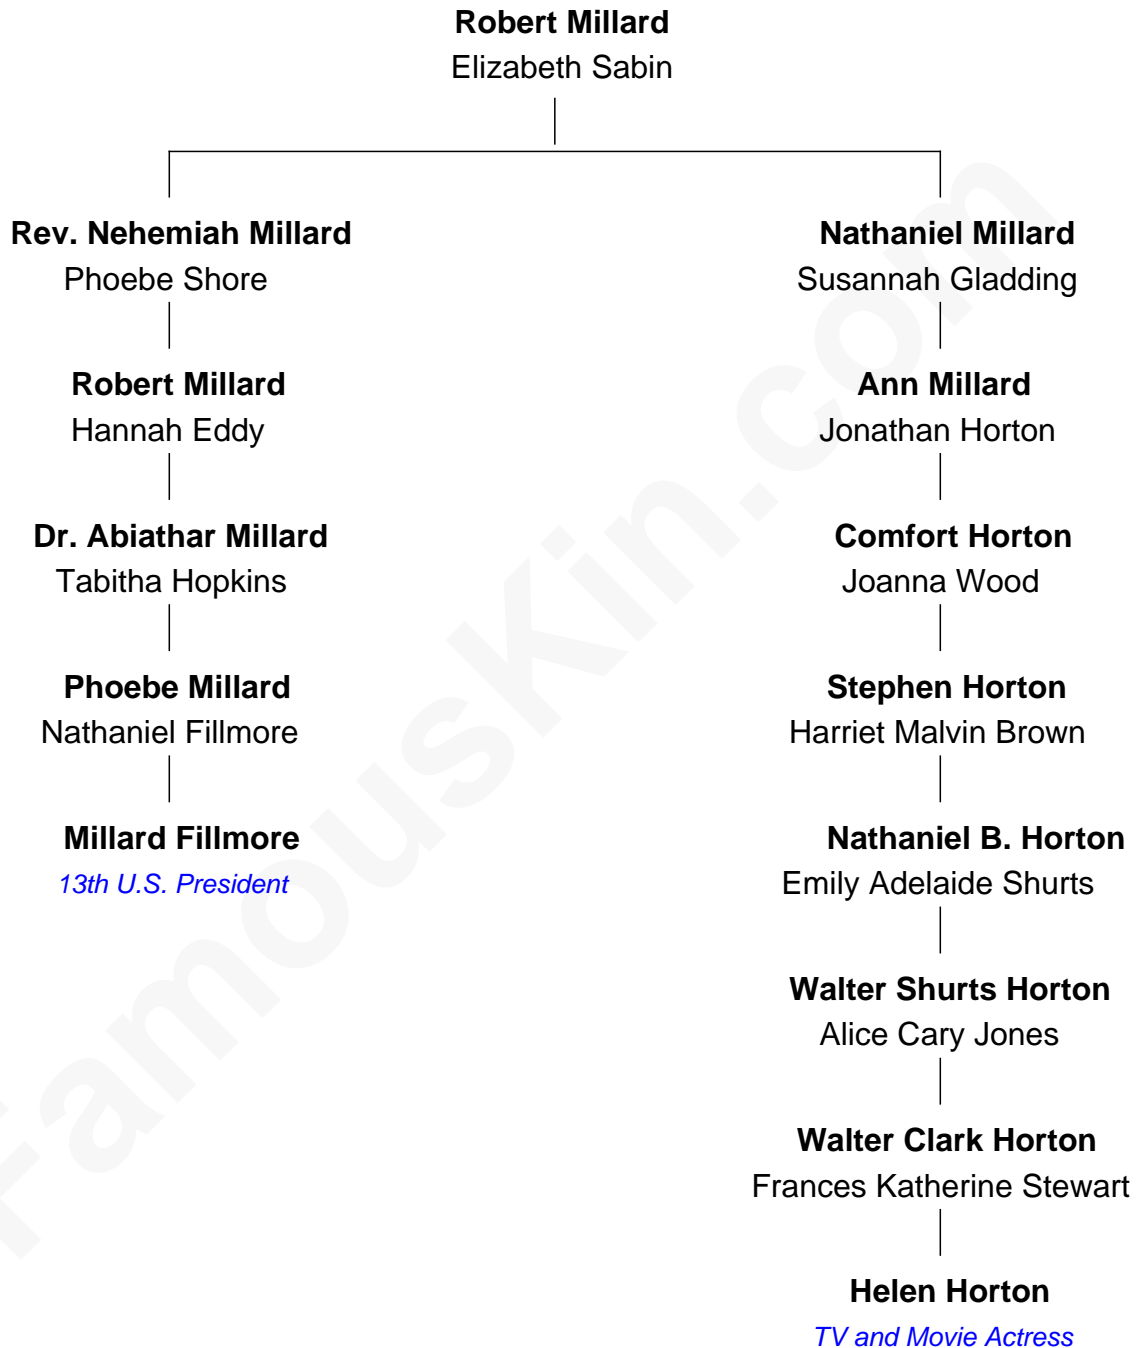 Robert Millard
Elizabeth Sabin
Rev. Nehemiah Millard
Phoebe Shore
Robert Millard
Hannah Eddy
Dr. Abiathar Millard
Tabitha Hopkins
Phoebe Millard
Nathaniel Fillmore
Millard Fillmore
13th U.S. President
Nathaniel Millard
Susannah Gladding
Ann Millard
Jonathan Horton
Comfort Horton
Joanna Wood
Stephen Horton
Harriet Malvin Brown
Nathaniel B. Horton
Emily Adelaide Shurts
Walter Shurts Horton
Alice Cary Jones
Walter Clark Horton
Frances Katherine Stewart
Helen Horton
TV and Movie Actress
FamousKin.com